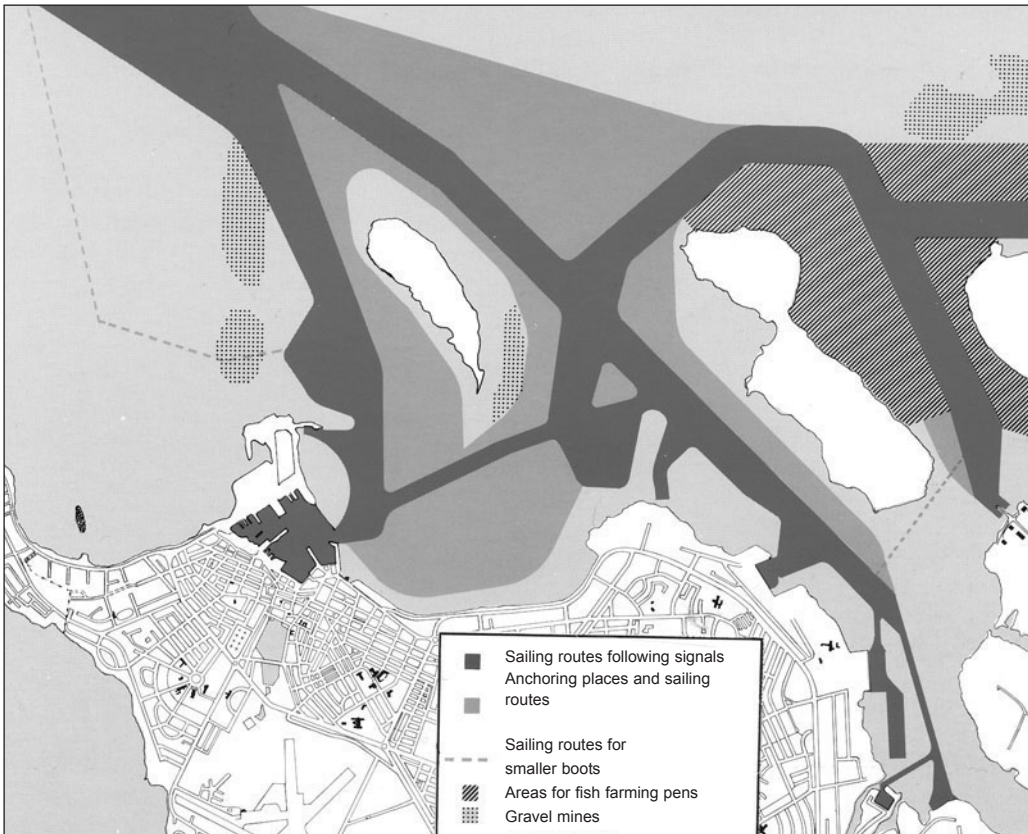 Sailing routes following signals
Anchoring places and sailing
routes
Sailing routes for
smaller boots
Areas for fish farming pens
Gravel mines